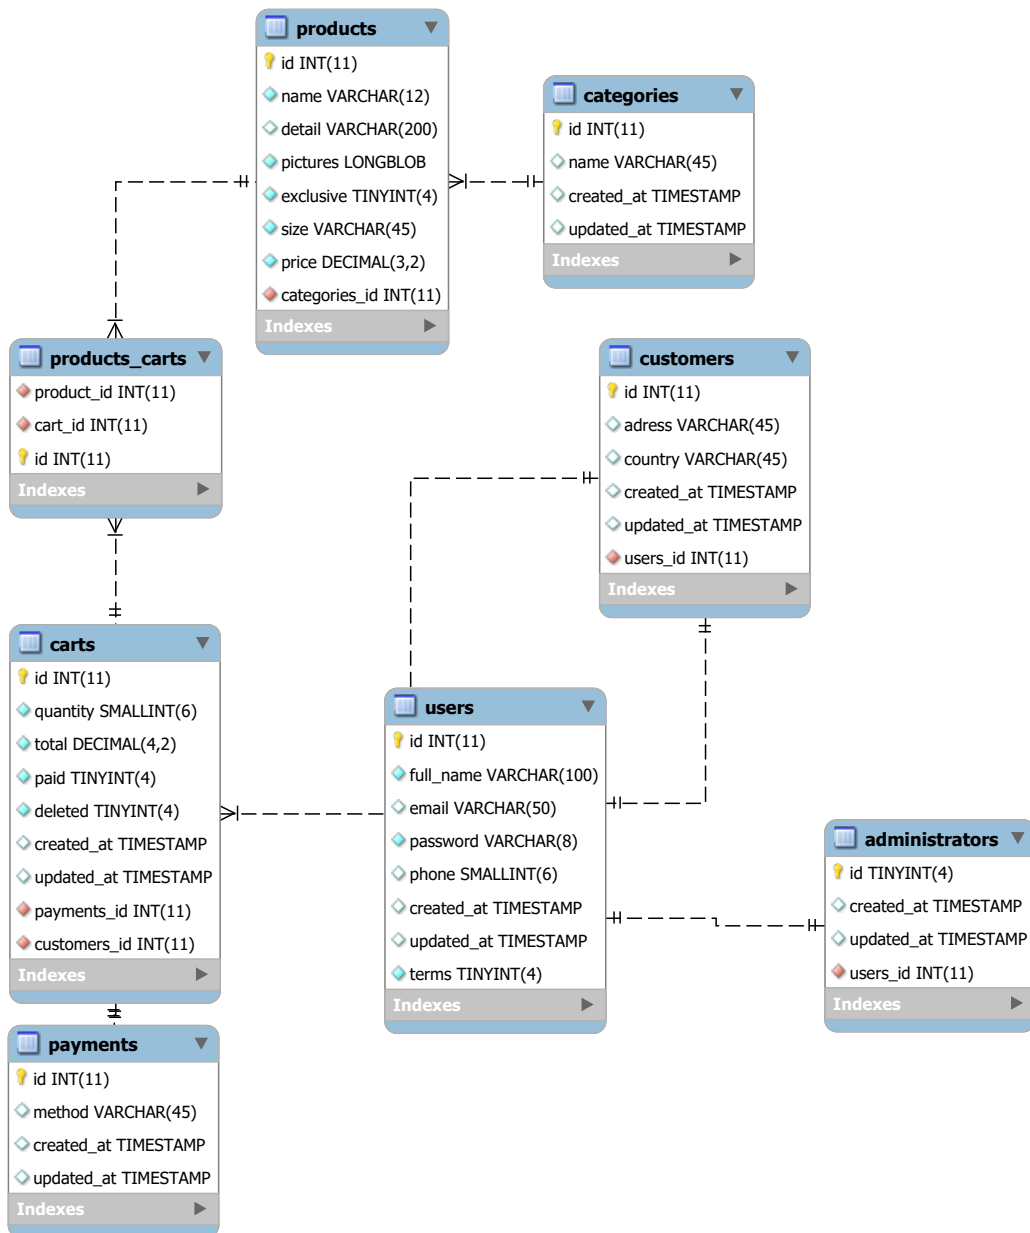 products
id INT(11)
name VARCHAR(12)
detail VARCHAR(200)
pictures LONGBLOB
exclusive TINYINT(4)
size VARCHAR(45)
price DECIMAL(3,2)
categories_id INT(11)
Indexes
categories
id INT(11)
name VARCHAR(45)
created_at TIMESTAMP
updated_at TIMESTAMP
Indexes
products_carts
product_id INT(11)
cart_id INT(11)
id INT(11)
Indexes
customers
id INT(11)
adress VARCHAR(45)
country VARCHAR(45)
created_at TIMESTAMP
updated_at TIMESTAMP
users_id INT(11)
Indexes
carts
id INT(11)
quantity SMALLINT(6)
total DECIMAL(4,2)
paid TINYINT(4)
deleted TINYINT(4)
created_at TIMESTAMP
updated_at TIMESTAMP
payments_id INT(11)
customers_id INT(11)
Indexes
users
id INT(11)
full_name VARCHAR(100)
email VARCHAR(50)
password VARCHAR(8)
phone SMALLINT(6)
created_at TIMESTAMP
updated_at TIMESTAMP
terms TINYINT(4)
Indexes
administrators
id TINYINT(4)
created_at TIMESTAMP
updated_at TIMESTAMP
users_id INT(11)
Indexes
payments
id INT(11)
method VARCHAR(45)
created_at TIMESTAMP
updated_at TIMESTAMP
Indexes